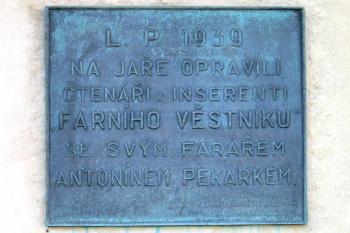 L. P. 1939
NA JAŘE OPRAVILI
ČTENÁŘI A INSERENTI
„FARNÍHO VĚSTNÍKU“
SE SVÝM FARÁŘEM
ANTONÍNEM PEKÁRKEM.